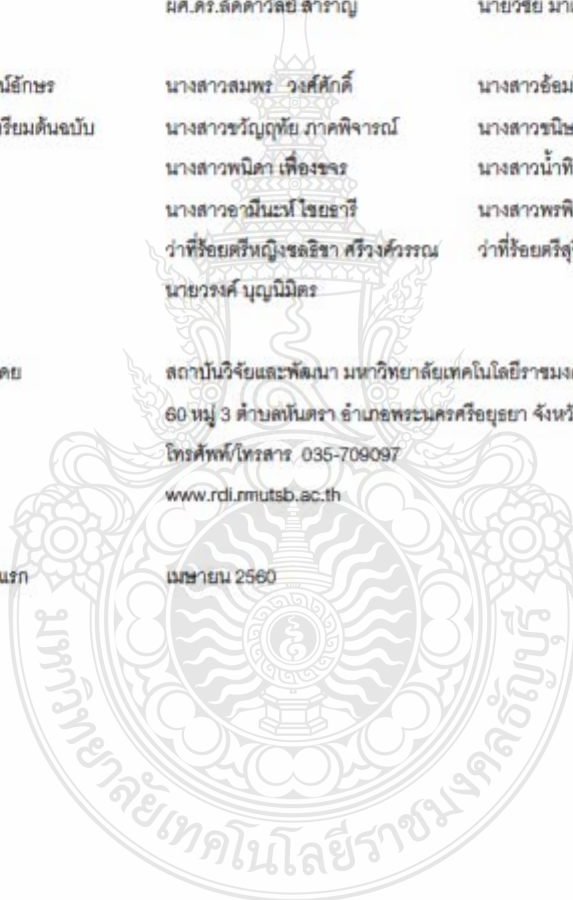 ผศ.ดร.ลัดดาวัลย์ สำราญ นายวิชัย
น์อักษร นางสาวสมพร วงศ์ศักดิ์ นางสาวอ้อม
รียมต้นฉบับ นางสาวขวัญฤทัย ภาคพิจารณ์ นางสาวชนิษ
นางสาวพนิดา เฟื่องขจร นางสาวน้ำทิ
นางสาวอามีนะห์ ไชยธารี นางสาวพรพิ
ว่าที่ร้อยตรีหญิงชลธิชา ศรีวงศ์วรรณ ว่าที่ร้อยตรีสุ
นายวรงค์ บุญนิมิตร
ดย สถาบันวิจัยและพัฒนา มหาวิทยาลัยเทคโนโลยีราชมง
60 หมู่ 3 ตำบลหันตรา อำเภอพระนครศรีอยุธยา จังหวั
โทรศัพท์/โทรสาร 035-709097
www.rdi.rmutsb.ac.th
แรก เมษายน 2560
มหาวิทยาลัยเทคโนโลยีราชมงคลธัญบุรี